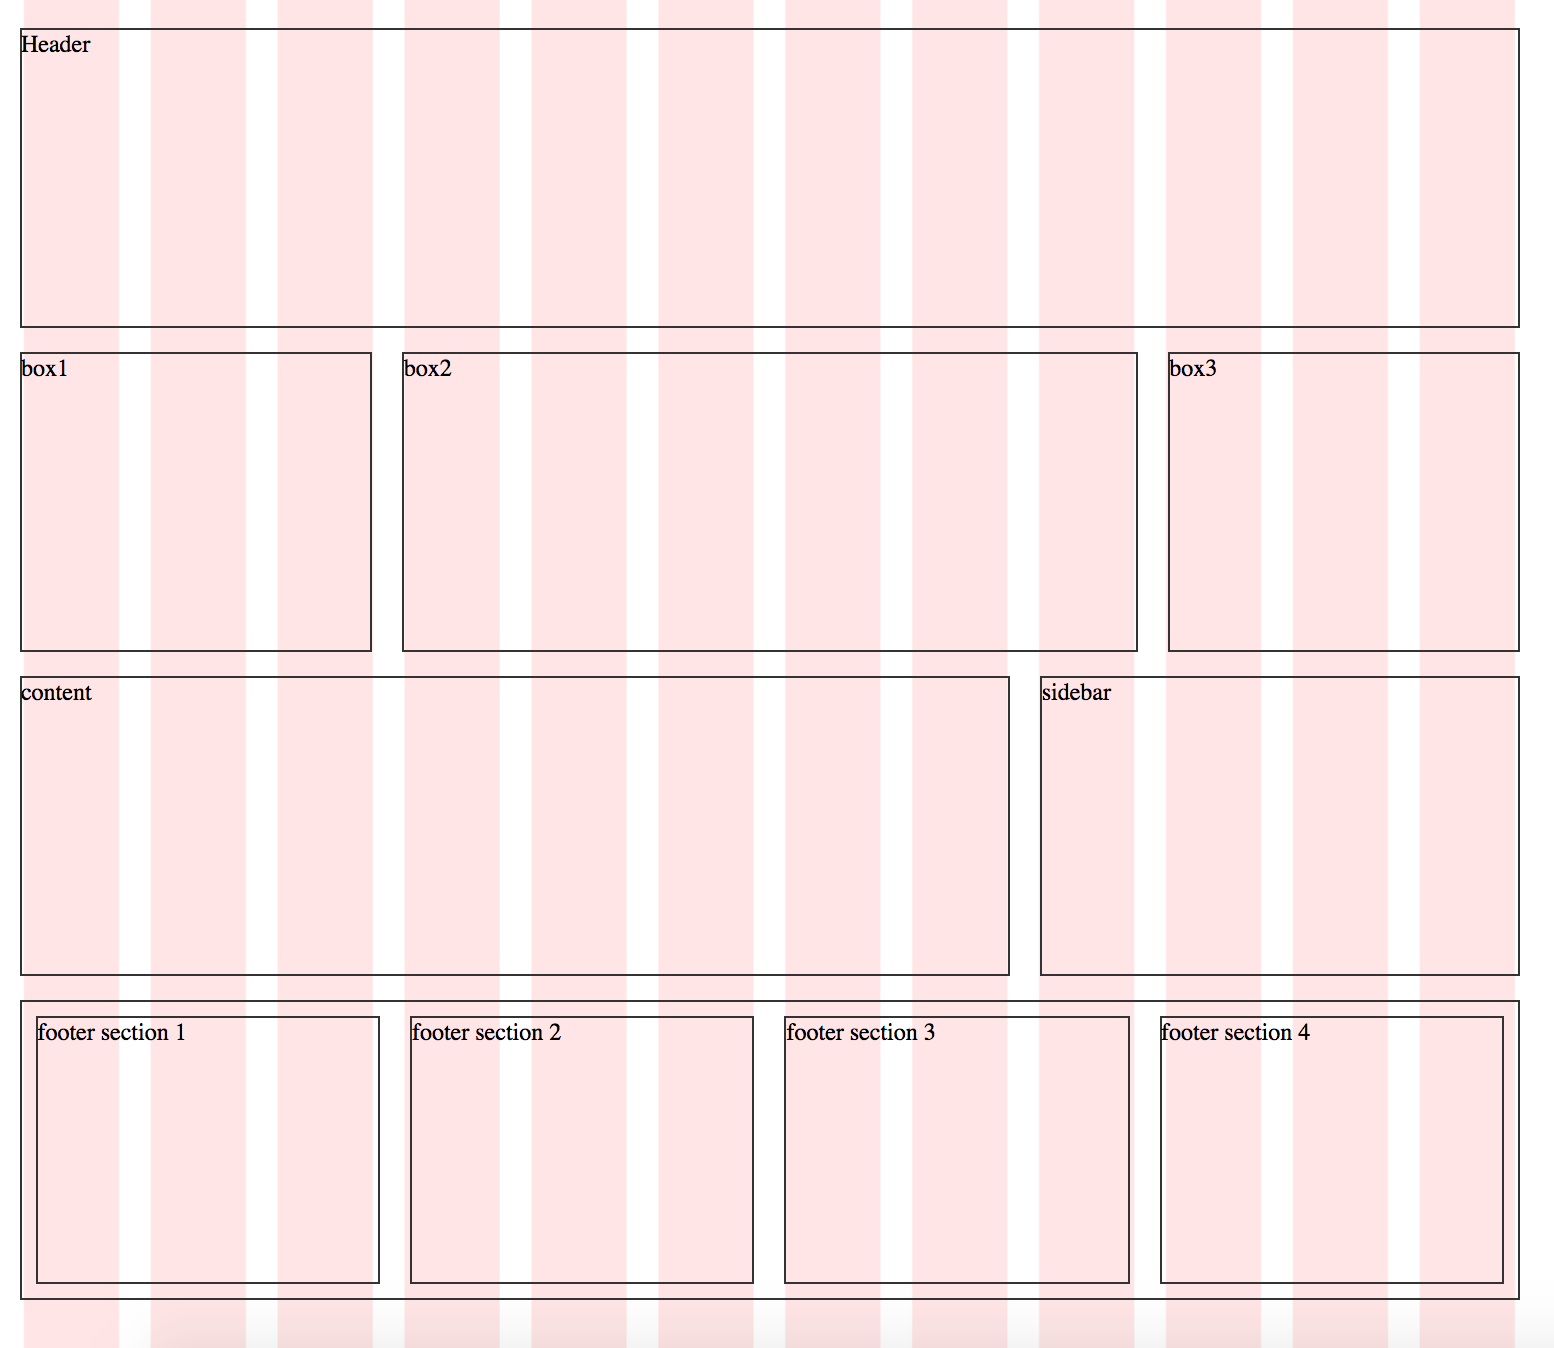 Header
box1
box2
box3
content
sidebar
footer section 1
footer section 2
footer section 3
footer section 4